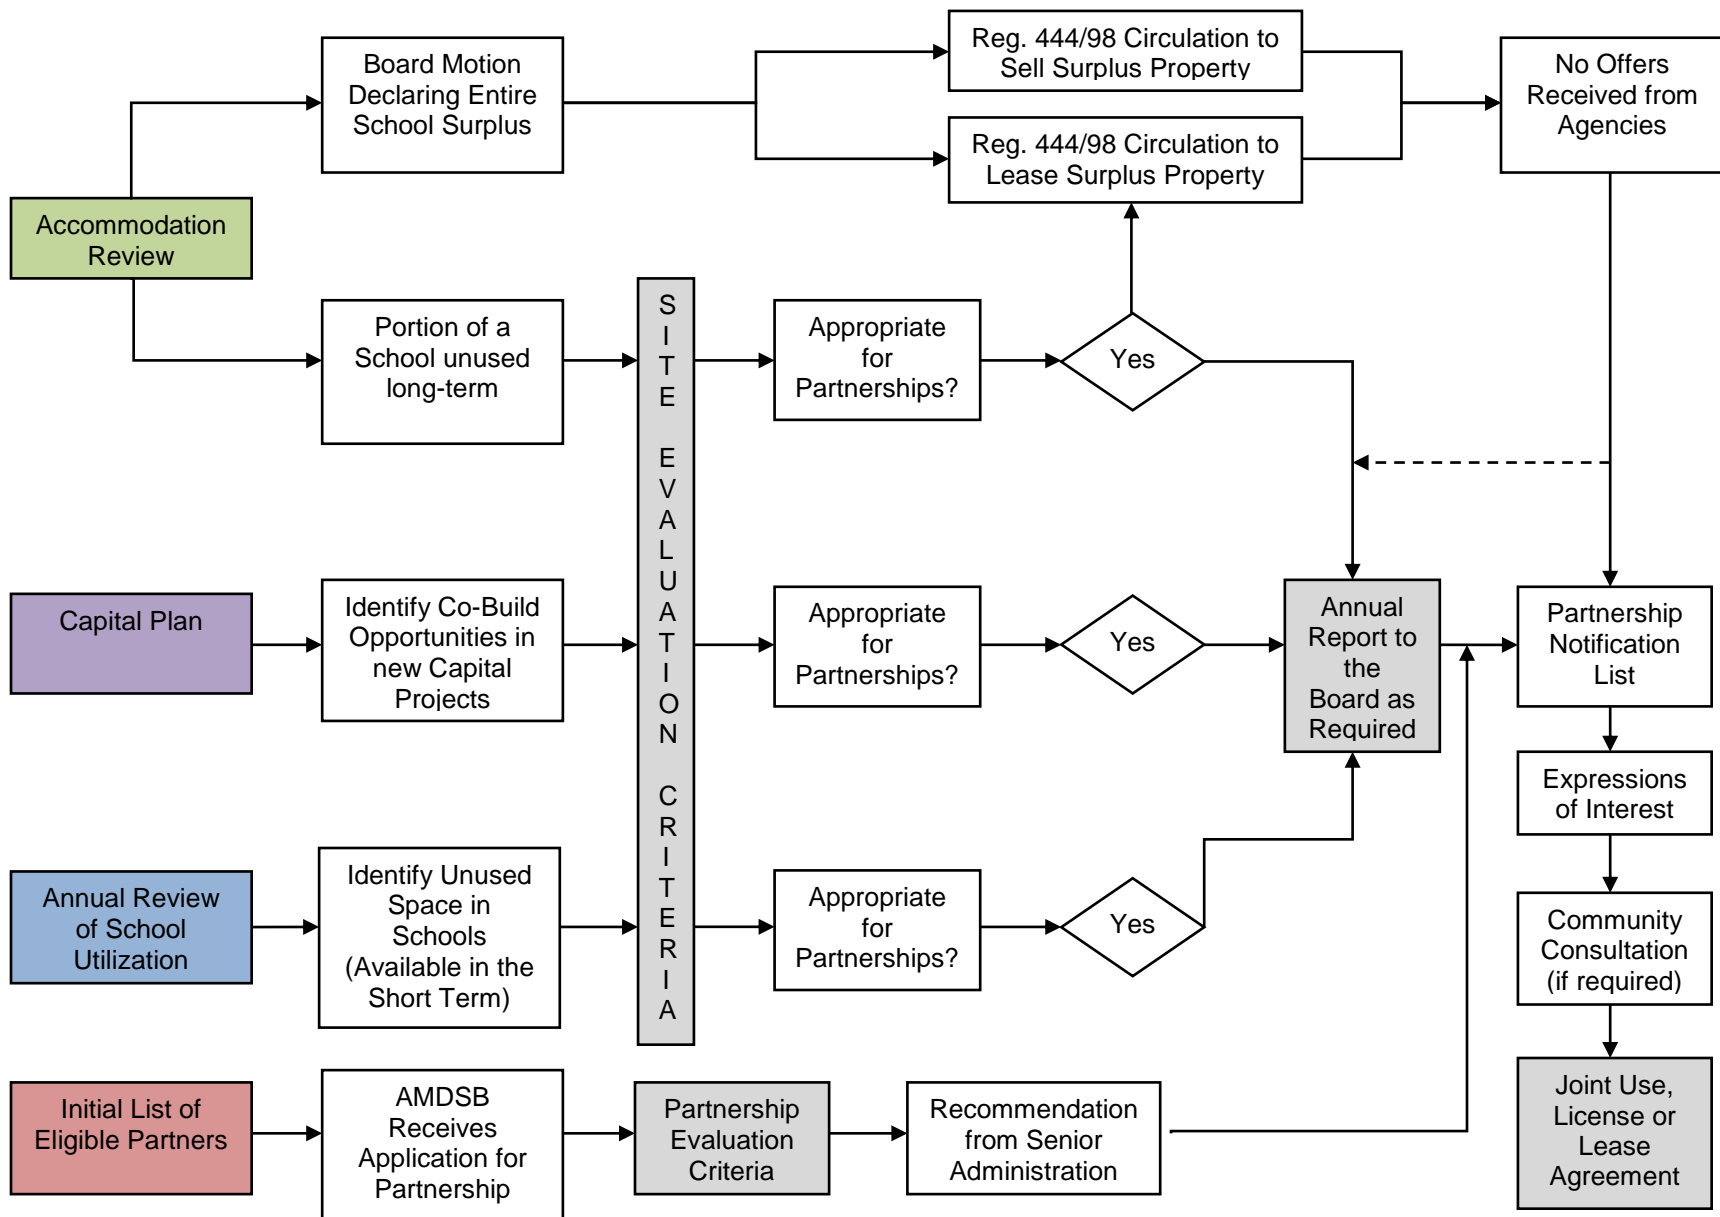 Board Motion
Declaring Entire
School Surplus
Reg. 444/98 Circulation to
Sell Surplus Property
Reg. 444/98 Circulation to
Lease Surplus Property
No Offers
Received from
Agencies
Accommodation
Review
Portion of a
School unused
long-term
S
I
T
E
E
V
A
L
U
A
T
I
O
N
C
R
I
T
E
R
I
A
Appropriate
for
Partnerships?
Yes
Capital Plan
Identify Co-Build
Opportunities in
new Capital
Projects
Appropriate
for
Partnerships?
Yes
Annual
Report to
the
Board as
Required
Partnership
Notification
List
Expressions
of Interest
Annual Review
of School
Utilization
Identify Unused
Space in
Schools
(Available in the
Short Term)
Appropriate
for
Partnerships?
Yes
Community
Consultation
(if required)
Initial List of
Eligible Partners
AMDSB
Receives
Application for
Partnership
Partnership
Evaluation
Criteria
Recommendation
from Senior
Administration
Joint Use,
License or
Lease
Agreement